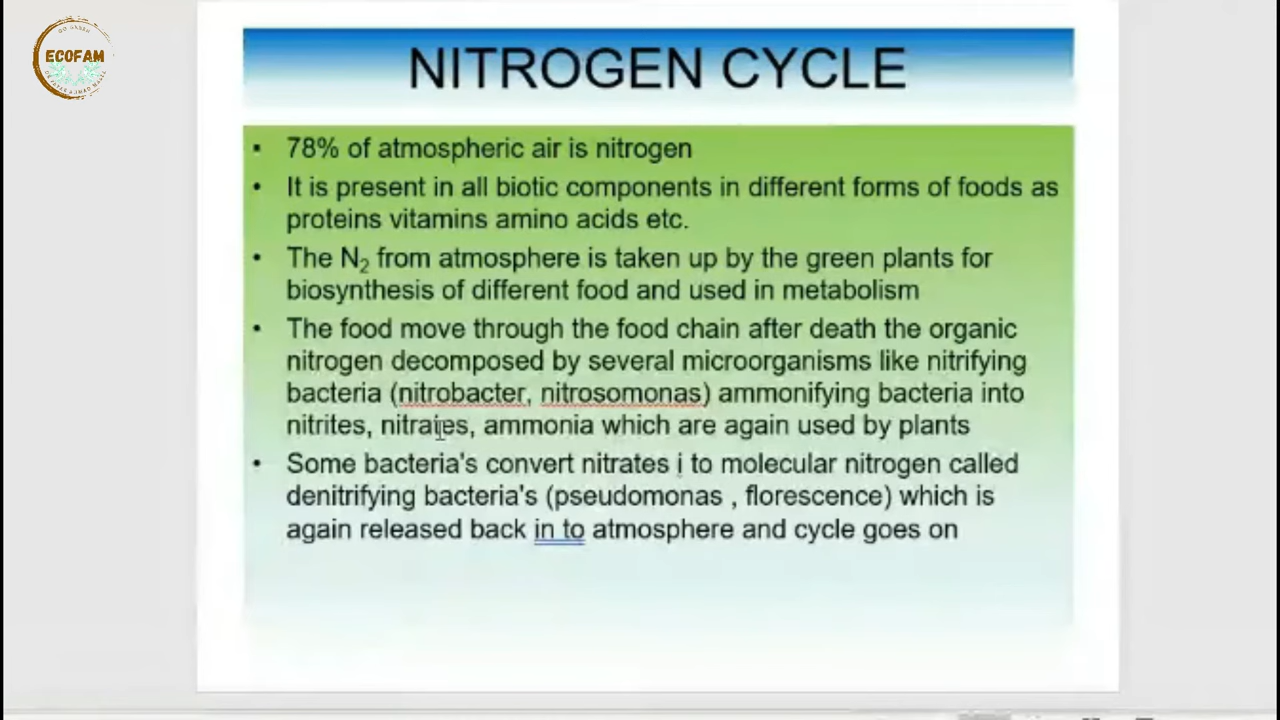 ECOFAM
NITROGEN CYCLE
• 78% of atmospheric air is nitrogen
• It is present in all biotic components in different forms of foods as
proteins vitamins amino acids etc.
• The N₂ from atmosphere is taken up by the green plants for
biosynthesis of different food and used in metabolism
• The food move through the food chain after death the organic
nitrogen decomposed by several microorganisms like nitrifying
bacteria (nitrobacter, nitrosomonas) ammonifying bacteria into
nitrites, nitrates, ammonia which are again used by plants
• Some bacteria's convert nitrates i to molecular nitrogen called
denitrifying bacteria's (pseudomonas , florescence) which is
again released back in to atmosphere and cycle goes on